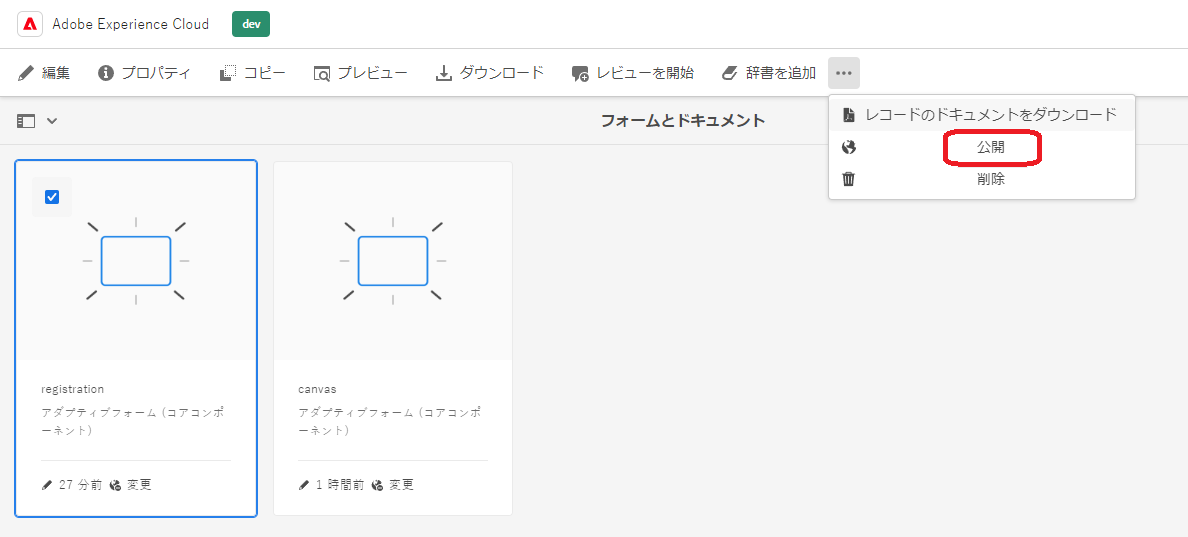 Adobe Experience Cloud dev
編集 プロパティ コピー プレビュー ダウンロード レビューを開始 辞書を追加
レコードのドキュメントをダウンロード
公開
削除
フォームとドキュメント
registration
アダプティブフォーム (コアコンポ
ーネント)
27 分前 変更
canvas
アダプティブフォーム (コアコンポ
ーネント)
1 時間前 変更